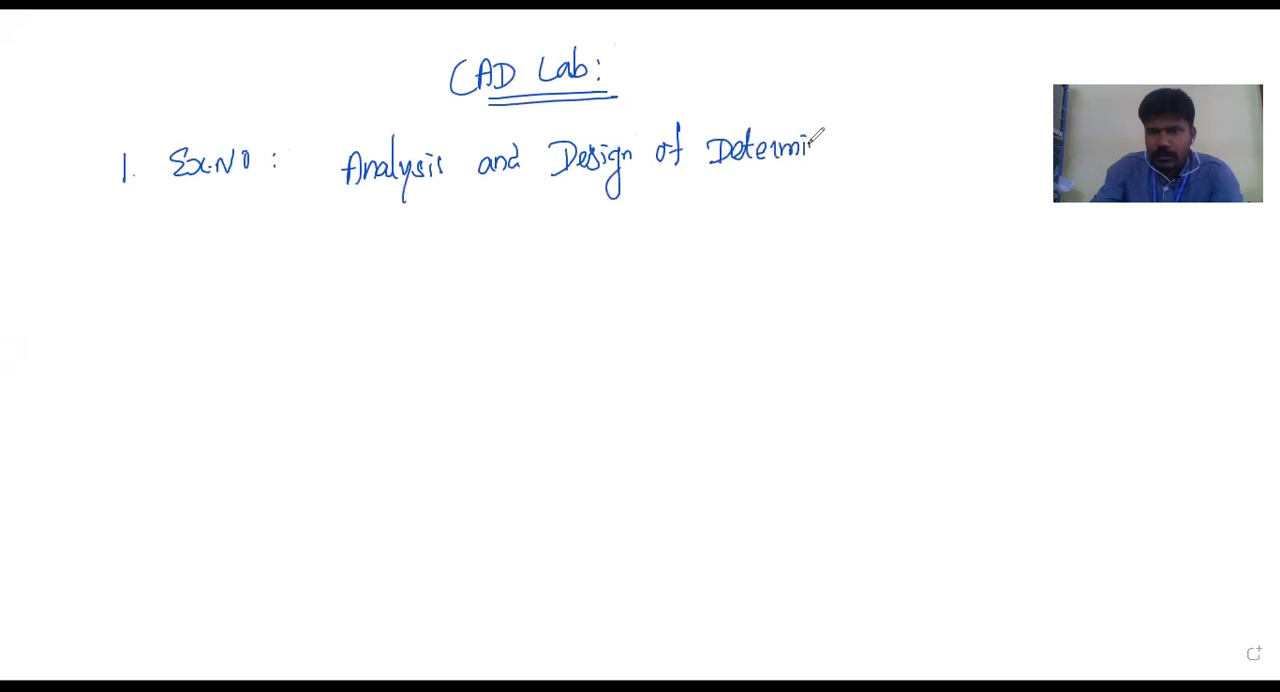 CAD Lab:
1. Ex.No : Analysis and Design of Determi